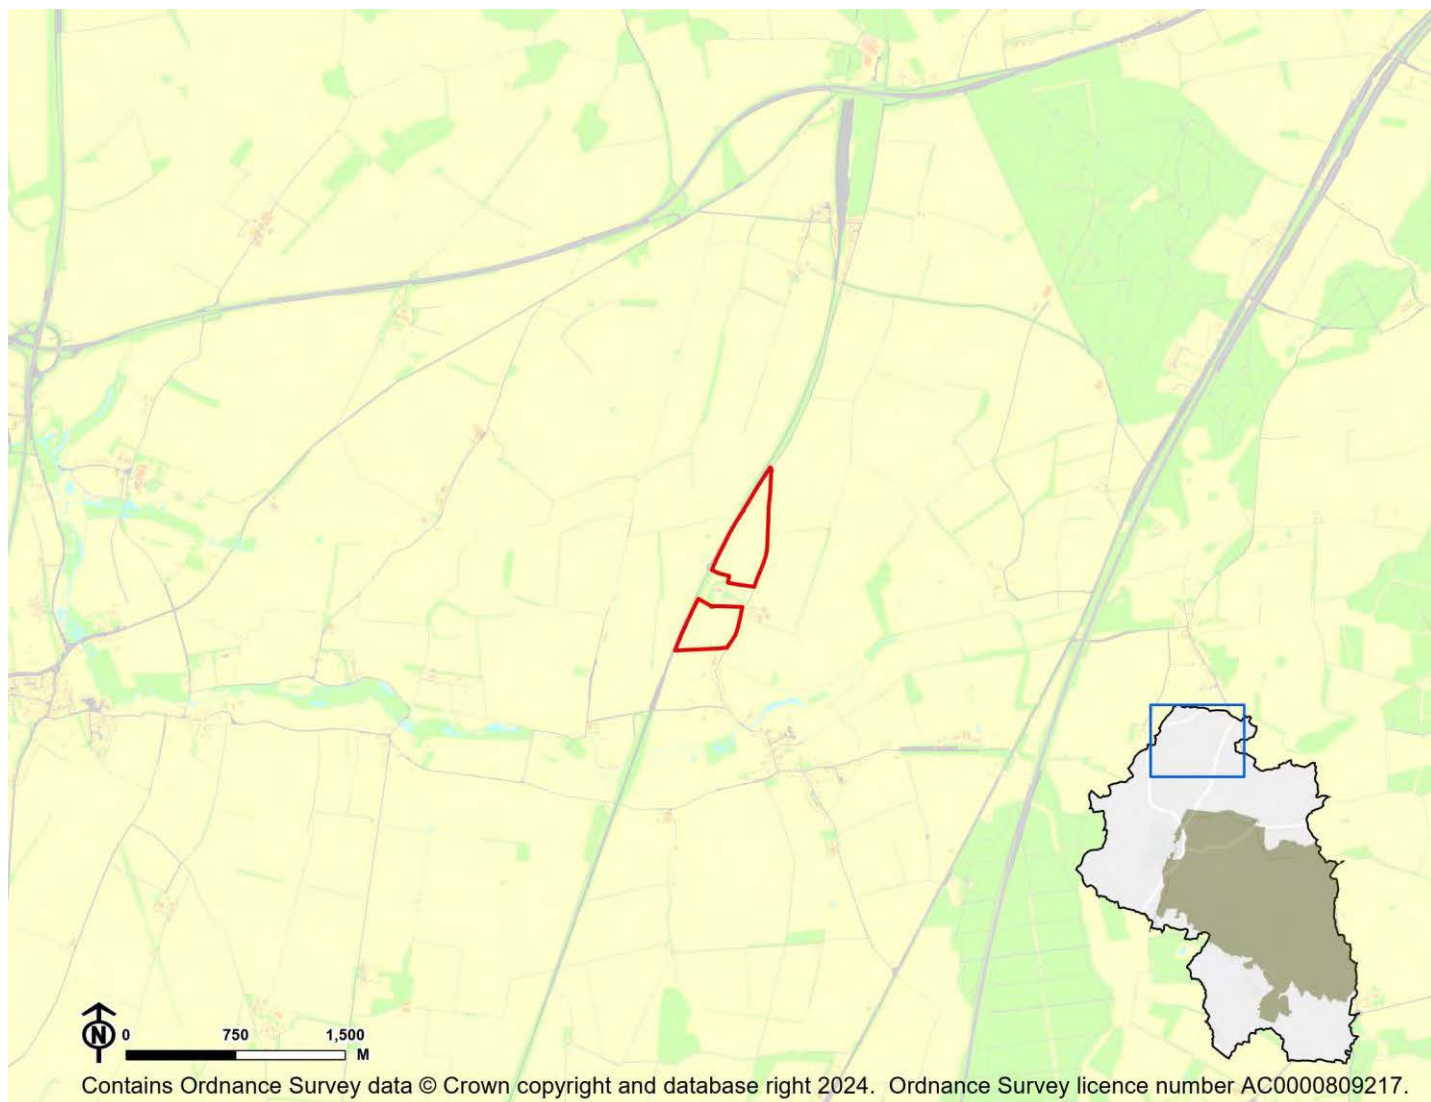 N
0 750 1,500
M
Contains Ordnance Survey data © Crown copyright and database right 2024. Ordnance Survey licence number AC0000809217.